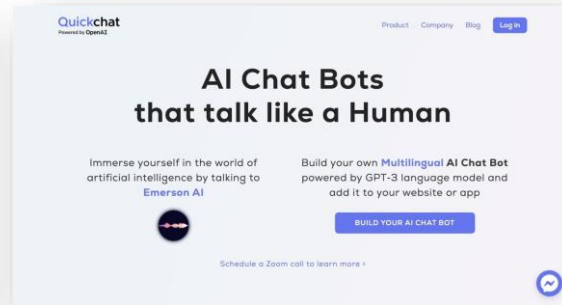 Quickchat
Powered by OpenAI
Product Company Blog Log in
AI Chat Bots
that talk like a Human
Immerse yourself in the world of
artificial intelligence by talking to
Emerson AI
Build your own Multilingual AI Chat Bot
powered by GPT-3 language model and
add it to your website or app
BUILD YOUR AI CHAT BOT
Schedule a Zoom call to learn more ›